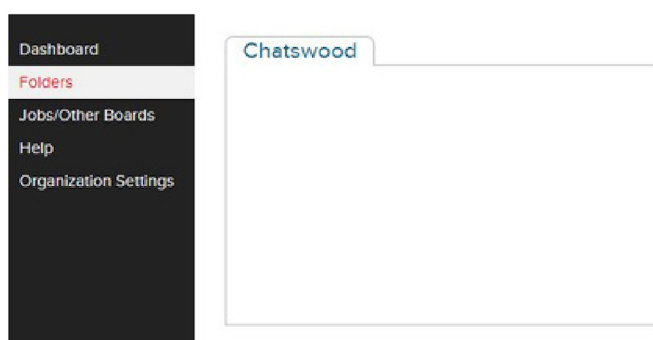 Dashboard
Folders
Jobs/Other Boards
Help
Organization Settings
Chatswood